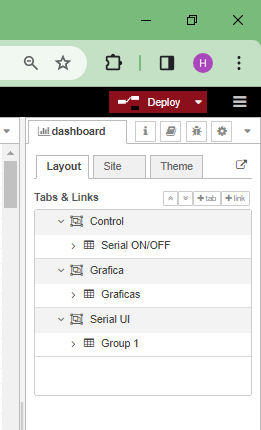 H
Deploy
dashboard
i
Layout
Site
Theme
Tabs & Links
+ tab
+ link
Control
Serial ON/OFF
Grafica
Graficas
Serial UI
Group 1